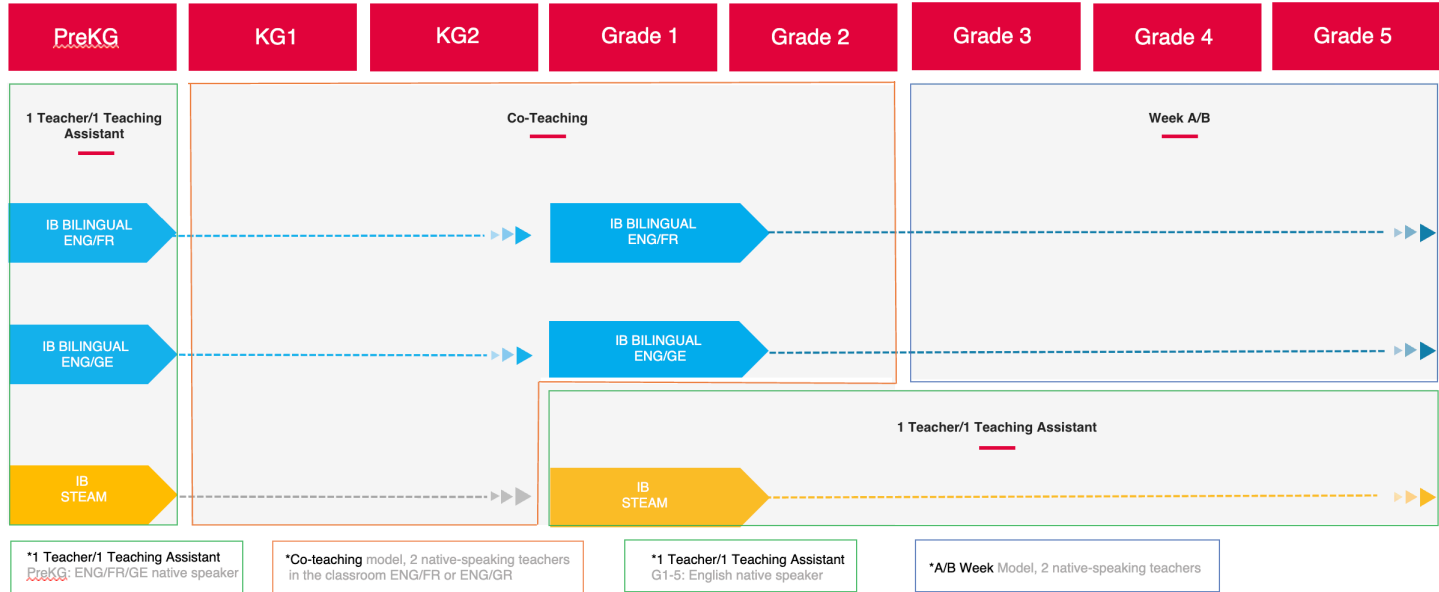 PreKG
KG1
KG2
Grade 1
Grade 2
Grade 3
Grade 4
Grade 5
1 Teacher/1 Teaching
Assistant
Co-Teaching
Week A/B
IB BILINGUAL
ENG/FR
IB BILINGUAL
ENG/FR
IB BILINGUAL
ENG/GE
IB BILINGUAL
ENG/GE
1 Teacher/1 Teaching Assistant
IB
STEAM
IB
STEAM
*1 Teacher/1 Teaching Assistant
PreKG: ENG/FR/GE native speaker
*Co-teaching model, 2 native-speaking teachers
in the classroom ENG/FR or ENG/GR
*1 Teacher/1 Teaching Assistant
G1-5: English native speaker
*A/B Week Model, 2 native-speaking teachers